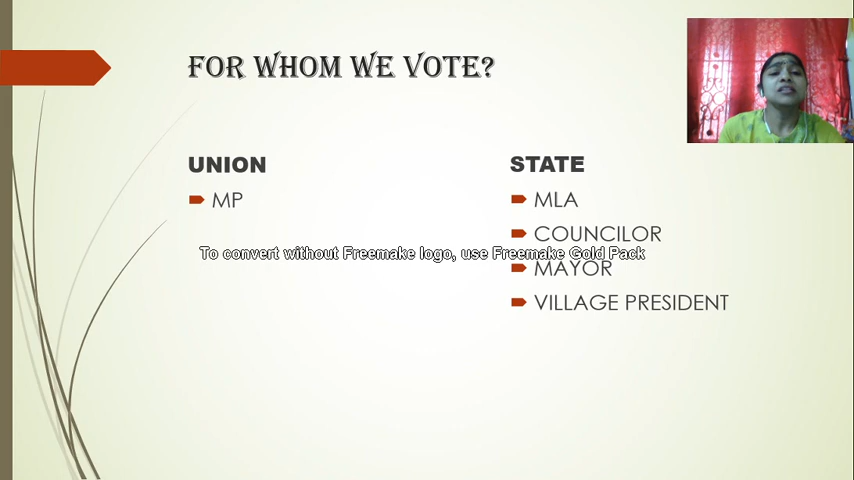 FOR WHOM WE VOTE?
UNION
MP
STATE
MLA
COUNCILOR
To convert without Freemake logo, use Freemake Gold Pack
MAYOR
VILLAGE PRESIDENT